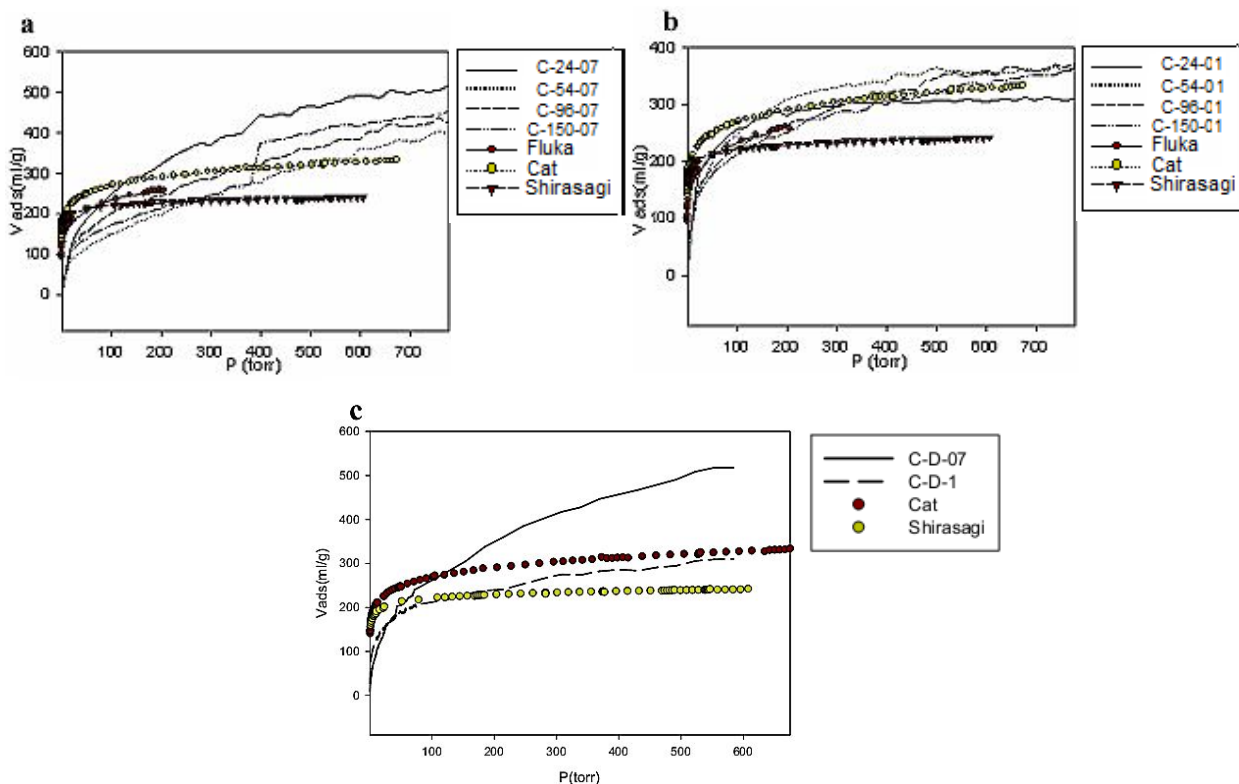 a
600
500
400
300
200
100
0
V ads(ml/g)
100 200 300 400 500 600 700
P (torr)
C-24-07
C-54-07
C-96-07
C-150-07
Fluka
Cat
Shirasagi
b
400
300
200
100
0
V ads(ml/g)
100 200 300 400 500 600 700
P (torr)
C-24-01
C-54-01
C-96-01
C-150-01
Fluka
Cat
Shirasagi
c
600
500
400
300
200
100
0
Vads(ml/g)
100 200 300 400 500 600
P(torr)
C-D-07
C-D-1
Cat
Shirasagi